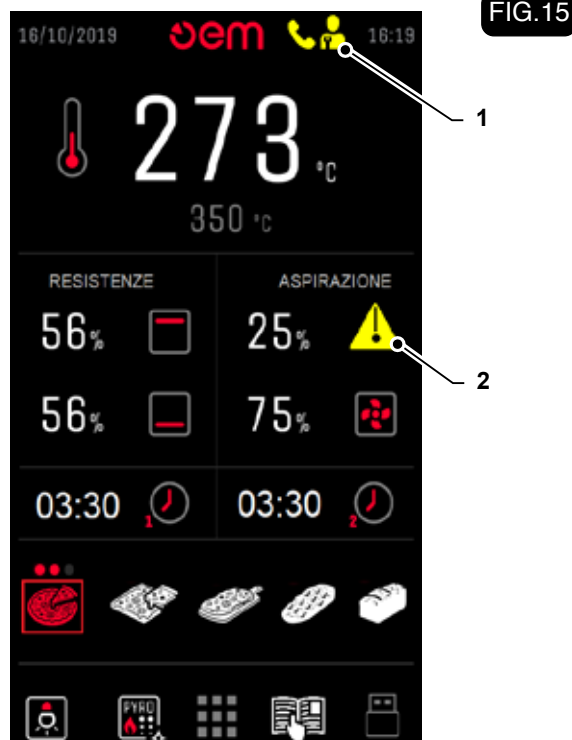 FIG.15
16/10/2019 oem 16:19
1
273 °C
350 °C
RESISTENZE ASPIRAZIONE
56% 25%
2
56% 75%
03:30 1 03:30 2
PYRO